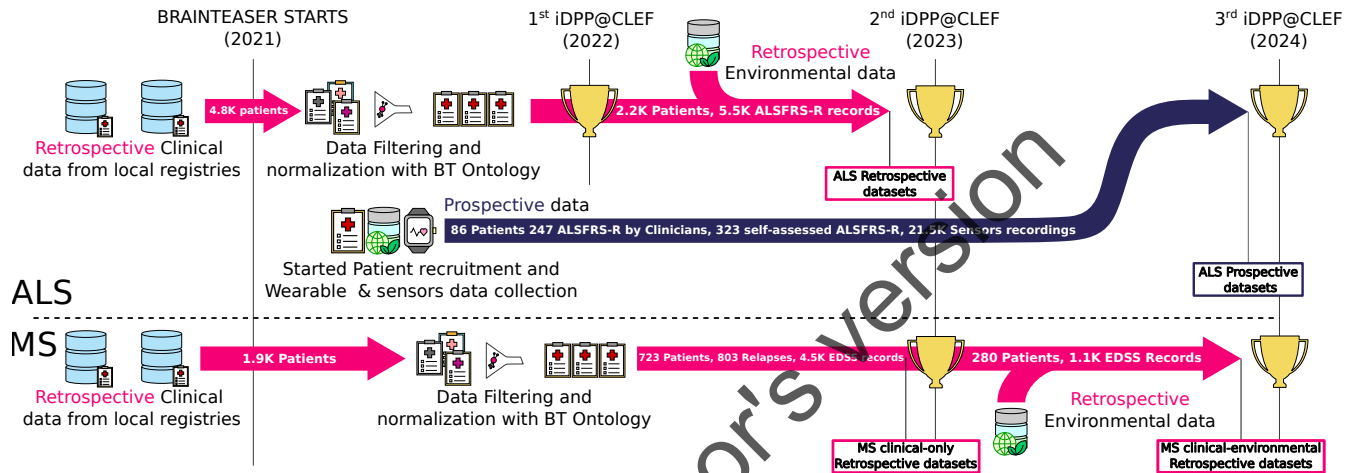 BRAINTEASER STARTS
(2021)
1st iDPP@CLEF
(2022)
2nd iDPP@CLEF
(2023)
3rd iDPP@CLEF
(2024)
Retrospective
Environmental data
4.8K patients
2.2K Patients, 5.5K ALSFRS-R records
Retrospective Clinical
data from local registries
Data Filtering and
normalization with BT Ontology
ALS Retrospective
datasets
Prospective data
86 Patients 247 ALSFRS-R by Clinicians, 323 self-assessed ALSFRS-R, 21.5K Sensors recordings
Started Patient recruitment and
Wearable & sensors data collection
ALS Prospective
datasets
ALS
MS
1.9K Patients
723 Patients, 803 Relapses, 4.5K EDSS records
280 Patients, 1.1K EDSS Records
Retrospective Clinical
data from local registries
Data Filtering and
normalization with BT Ontology
Retrospective
Environmental data
MS clinical-only
Retrospective datasets
MS clinical-environmental
Retrospective datasets
or's version